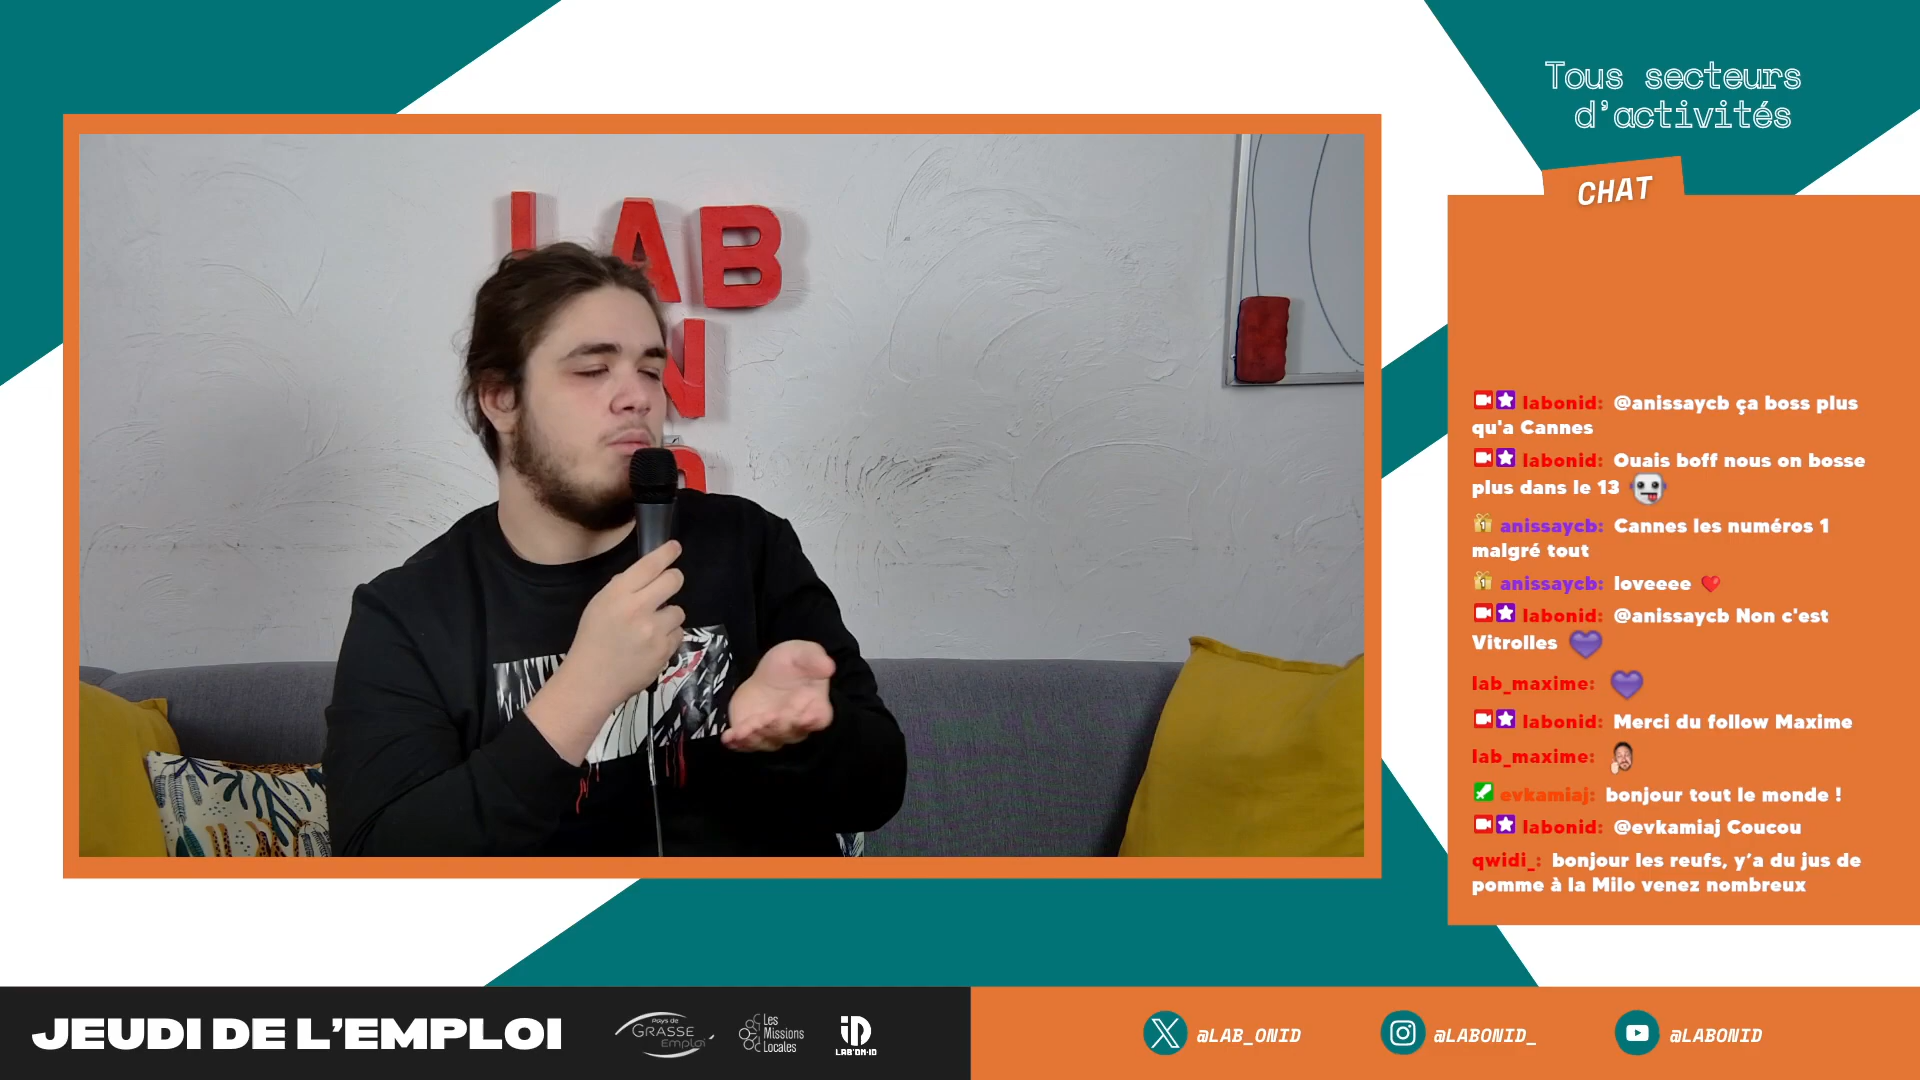 Tous secteurs
d'activités
CHAT
LAB
N
labonid: @anissaycb ça boss plus
qu'a Cannes
labonid: Ouais boff nous on bosse
plus dans le 13
anissaycb: Cannes les numéros 1
malgré tout
anissaycb: loveeee
labonid: @anissaycb Non c'est
Vitrolles
lab_maxime:
labonid: Merci du follow Maxime
lab_maxime:
evkamiaj: bonjour tout le monde !
labonid: @evkamiaj Coucou
qwidi_: bonjour les reufs, y’a du jus de
pomme à la Milo venez nombreux
JEUDI DE L’EMPLOI
Pays de
GRASSE
Emploi
Les
Missions
Locales
iD
LAB'ON-ID
@LAB_ONID
@LABONID_
@LABONID